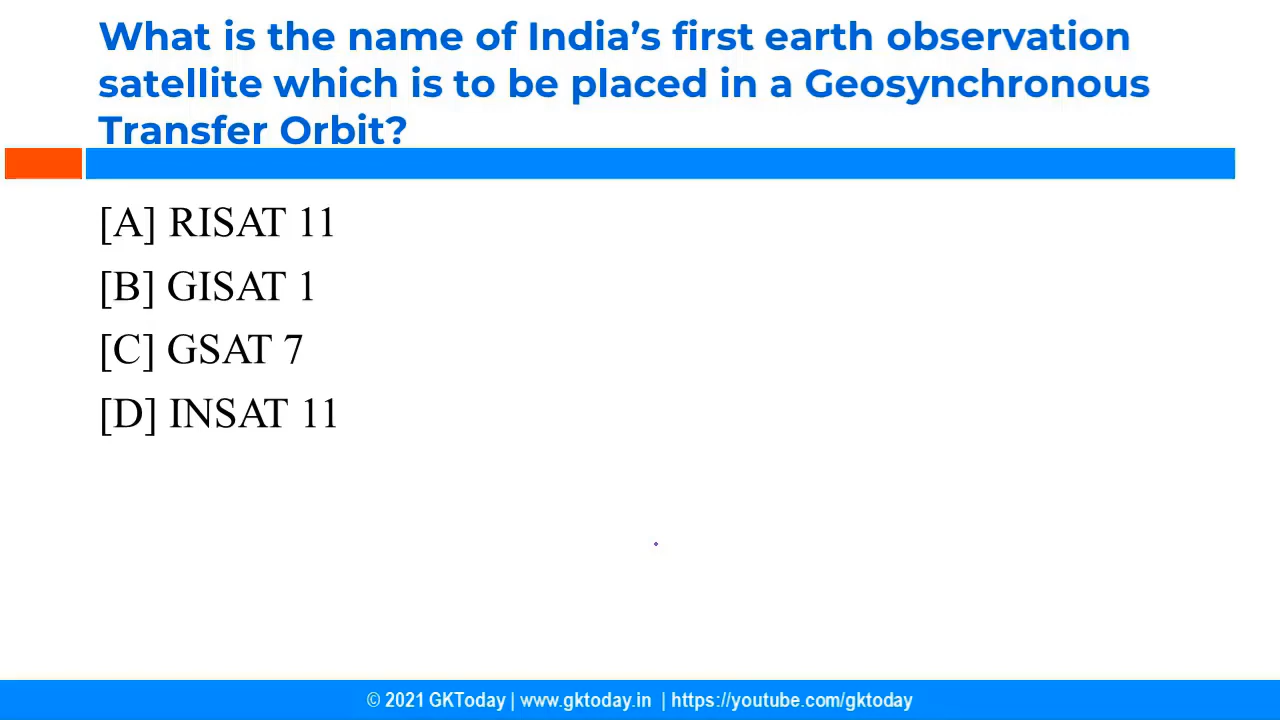 What is the name of India’s first earth observation
satellite which is to be placed in a Geosynchronous
Transfer Orbit?
[A] RISAT 11
[B] GISAT 1
[C] GSAT 7
[D] INSAT 11
© 2021 GKToday | www.gktoday.in | https://youtube.com/gktoday